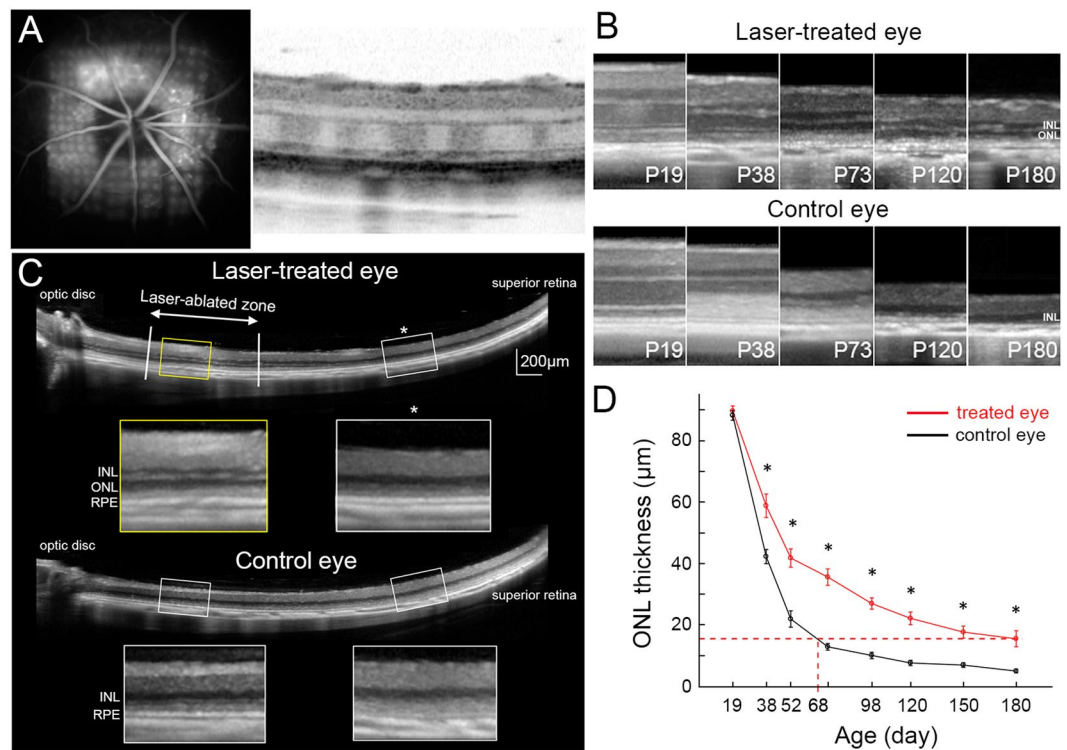 A
B
Laser-treated eye
INL
ONL
P19 P38 P73 P120 P180
Control eye
INL
P19 P38 P73 P120 P180
C
Laser-treated eye
optic disc
Laser-ablated zone
superior retina
*
200µm
*
INL
ONL
RPE
Control eye
optic disc
superior retina
INL
RPE
D
treated eye
control eye
ONL thickness (µm)
80
60
40
20
0
* * * * * * *
19 38 52 68 98 120 150 180
Age (day)